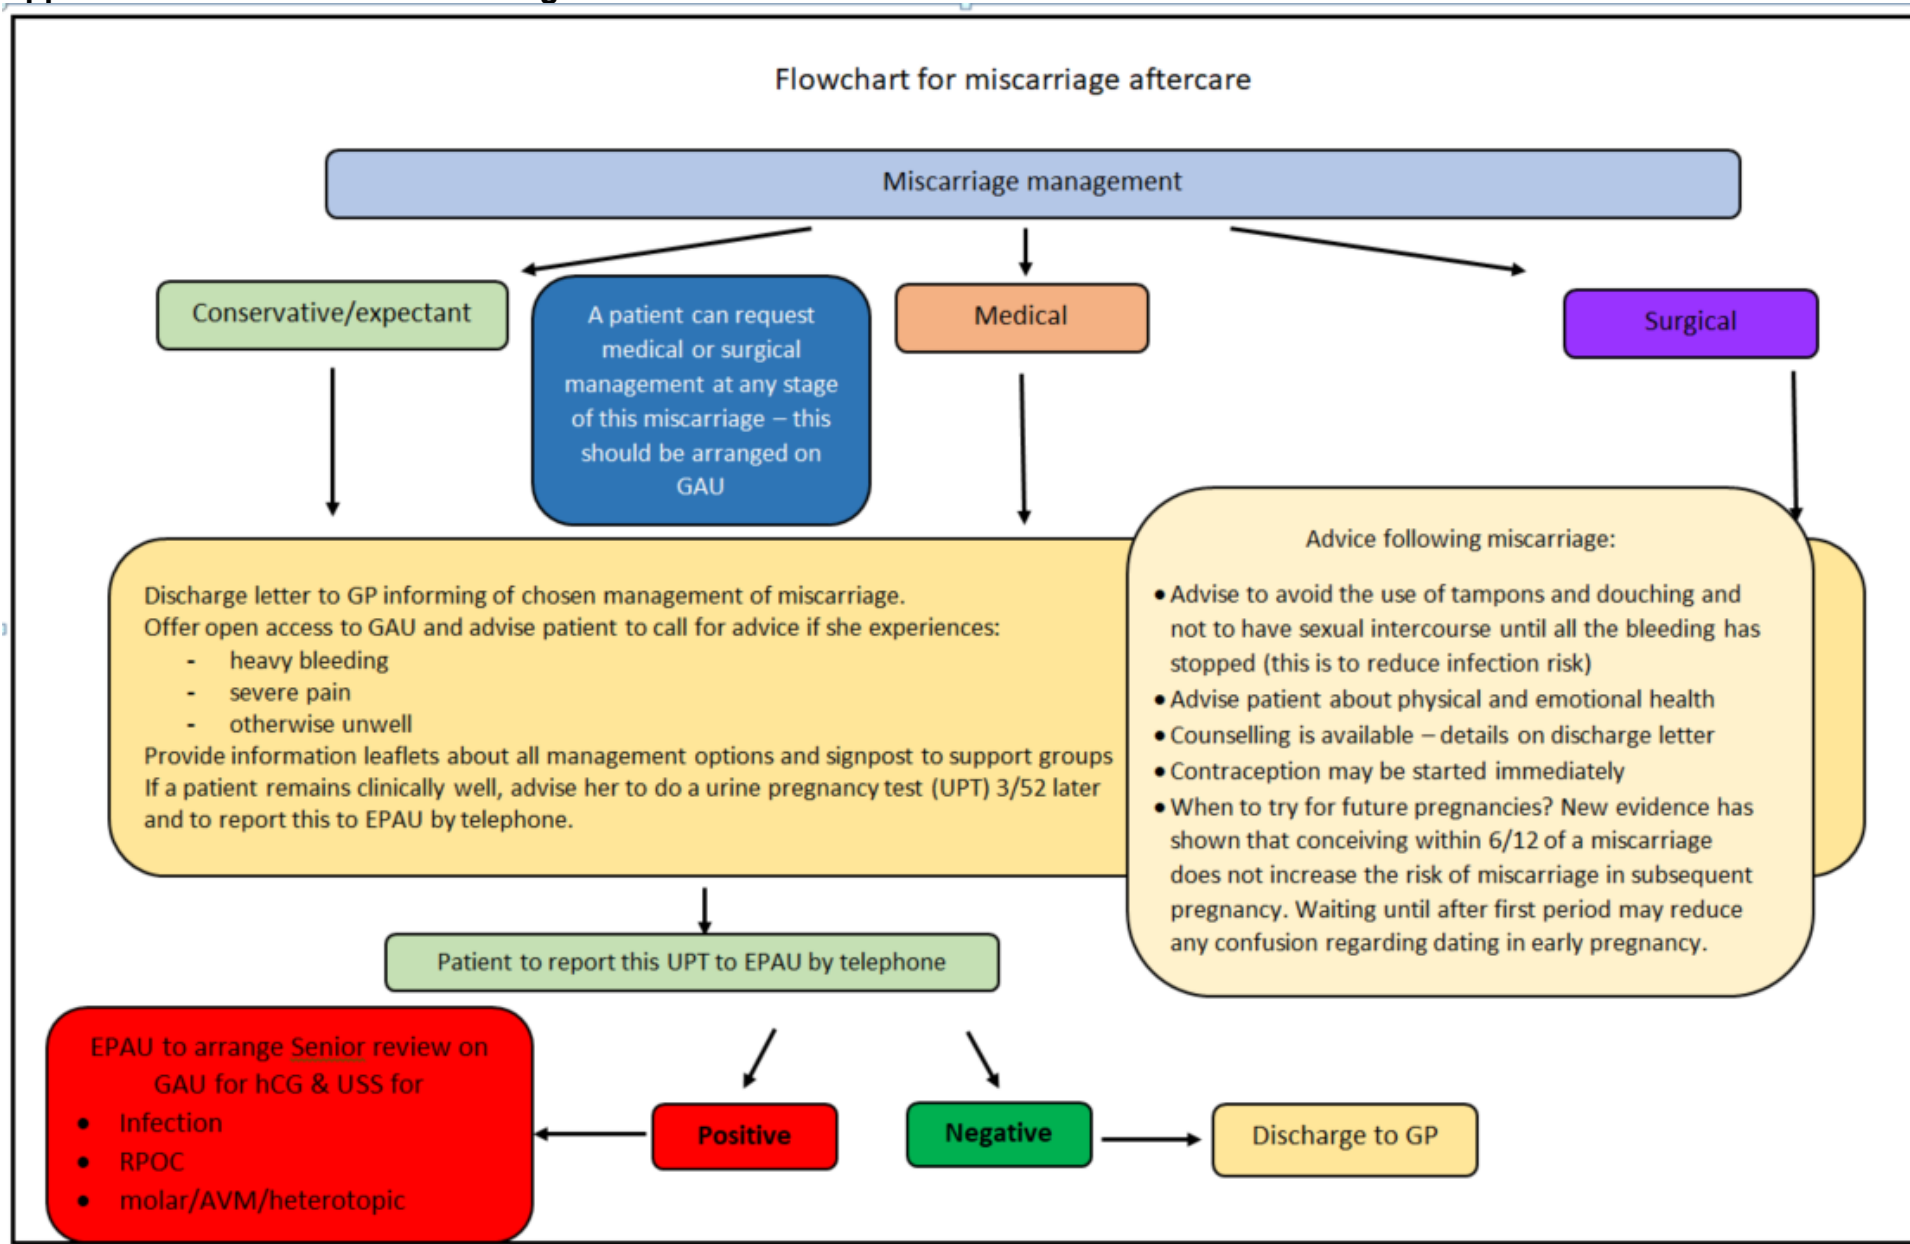 Flowchart for miscarriage aftercare
Miscarriage management
Conservative/expectant
A patient can request
medical or surgical
management at any stage
of this miscarriage – this
should be arranged on
GAU
Medical
Surgical
Discharge letter to GP informing of chosen management of miscarriage.
Offer open access to GAU and advise patient to call for advice if she experiences:
- heavy bleeding
- severe pain
- otherwise unwell
Provide information leaflets about all management options and signpost to support groups
If a patient remains clinically well, advise her to do a urine pregnancy test (UPT) 3/52 later
and to report this to EPAU by telephone.
Advice following miscarriage:
• Advise to avoid the use of tampons and douching and
not to have sexual intercourse until all the bleeding has
stopped (this is to reduce infection risk)
• Advise patient about physical and emotional health
• Counselling is available – details on discharge letter
• Contraception may be started immediately
• When to try for future pregnancies? New evidence has
shown that conceiving within 6/12 of a miscarriage
does not increase the risk of miscarriage in subsequent
pregnancy. Waiting until after first period may reduce
any confusion regarding dating in early pregnancy.
Patient to report this UPT to EPAU by telephone
EPAU to arrange Senior review on
GAU for hCG & USS for
• Infection
• RPOC
• molar/AVM/heterotopic
Positive
Negative
Discharge to GP